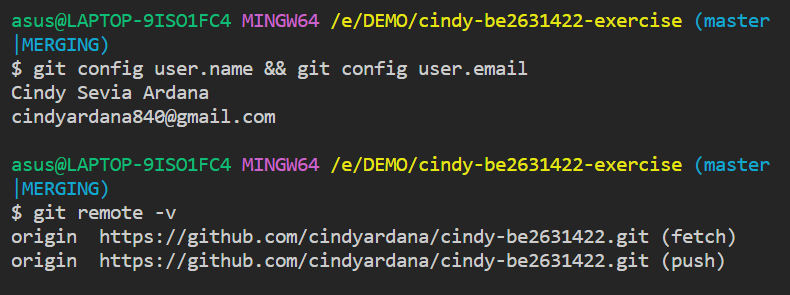 asus@LAPTOP-9ISO1FC4 MINGW64 /e/DEMO/cindy-be2631422-exercise (master
|MERGING)
$ git config user.name && git config user.email
Cindy Sevia Ardana
cindyardana840@gmail.com
asus@LAPTOP-9ISO1FC4 MINGW64 /e/DEMO/cindy-be2631422-exercise (master
|MERGING)
$ git remote -v
origin  https://github.com/cindyardana/cindy-be2631422.git (fetch)
origin  https://github.com/cindyardana/cindy-be2631422.git (push)